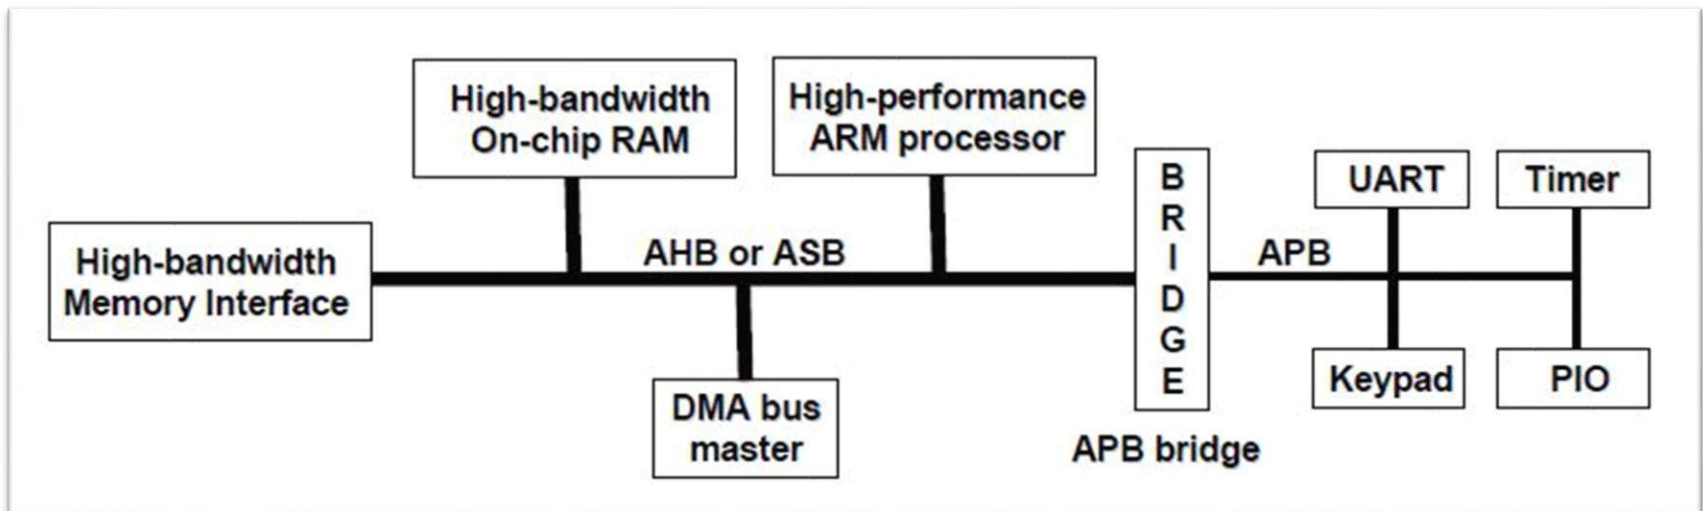 High-bandwidth
On-chip RAM
High-performance
ARM processor
B
R
I
D
G
E
UART
Timer
High-bandwidth
Memory Interface
AHB or ASB
APB
DMA bus
master
Keypad
PIO
APB bridge